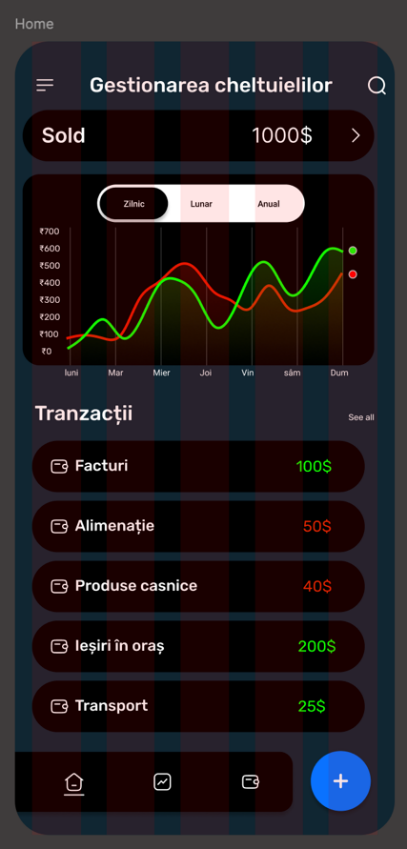 Home
Gestionarea cheltuielilor
Sold 1000$
Zilnic Lunar Anual
₹700
₹600
₹500
₹400
₹300
₹200
₹100
₹0
luni Mar Mier Joi Vin sâm Dum
Tranzacții
See all
Facturi 100$
Alimenație 50$
Produse casnice 40$
Ieșiri în oraș 200$
Transport 25$